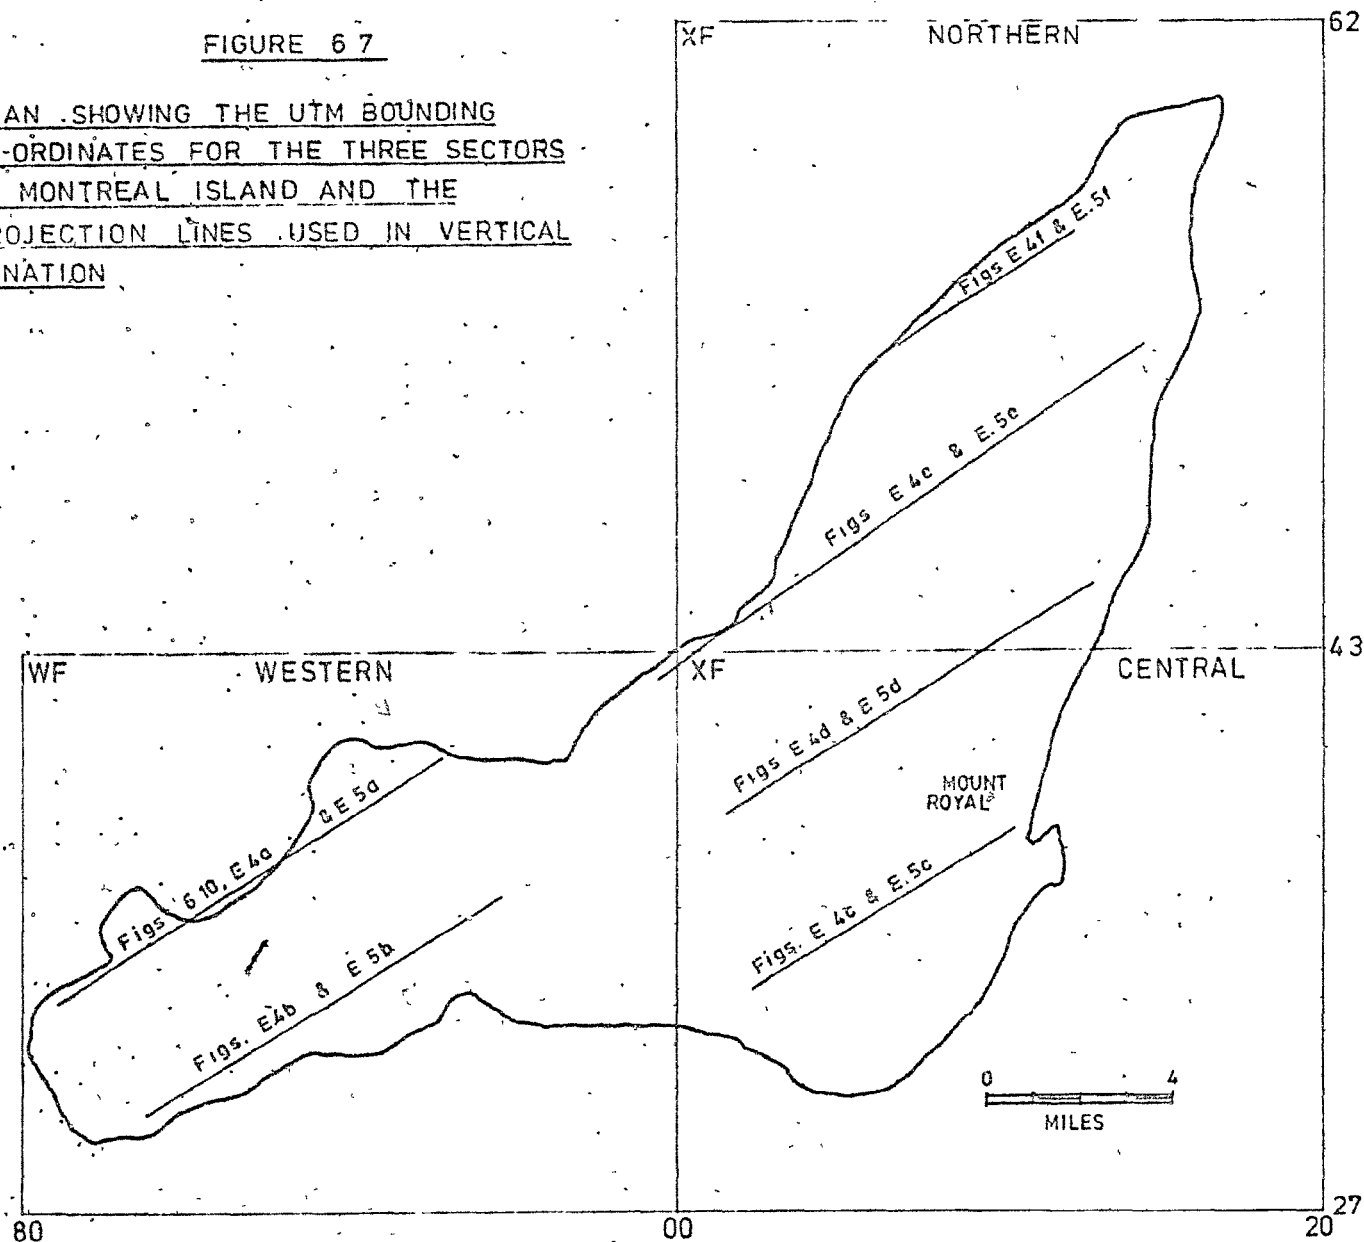 FIGURE 6 7
AN SHOWING THE UTM BOUNDING
-ORDINATES FOR THE THREE SECTORS
MONTREAL ISLAND AND THE
OJECTION LINES USED IN VERTICAL
NATION
XF
NORTHERN
62
Figs E 4f & E.5f
Figs E 4e & E.5e
WF
WESTERN
XF
CENTRAL
43
Figs E 4d & E 5d
MOUNT
ROYAL
Figs 6 10, E 4a & E 5a
Figs. E 4c & E.5c
Figs. E4b & E 5b
0
4
MILES
80
00
20
27